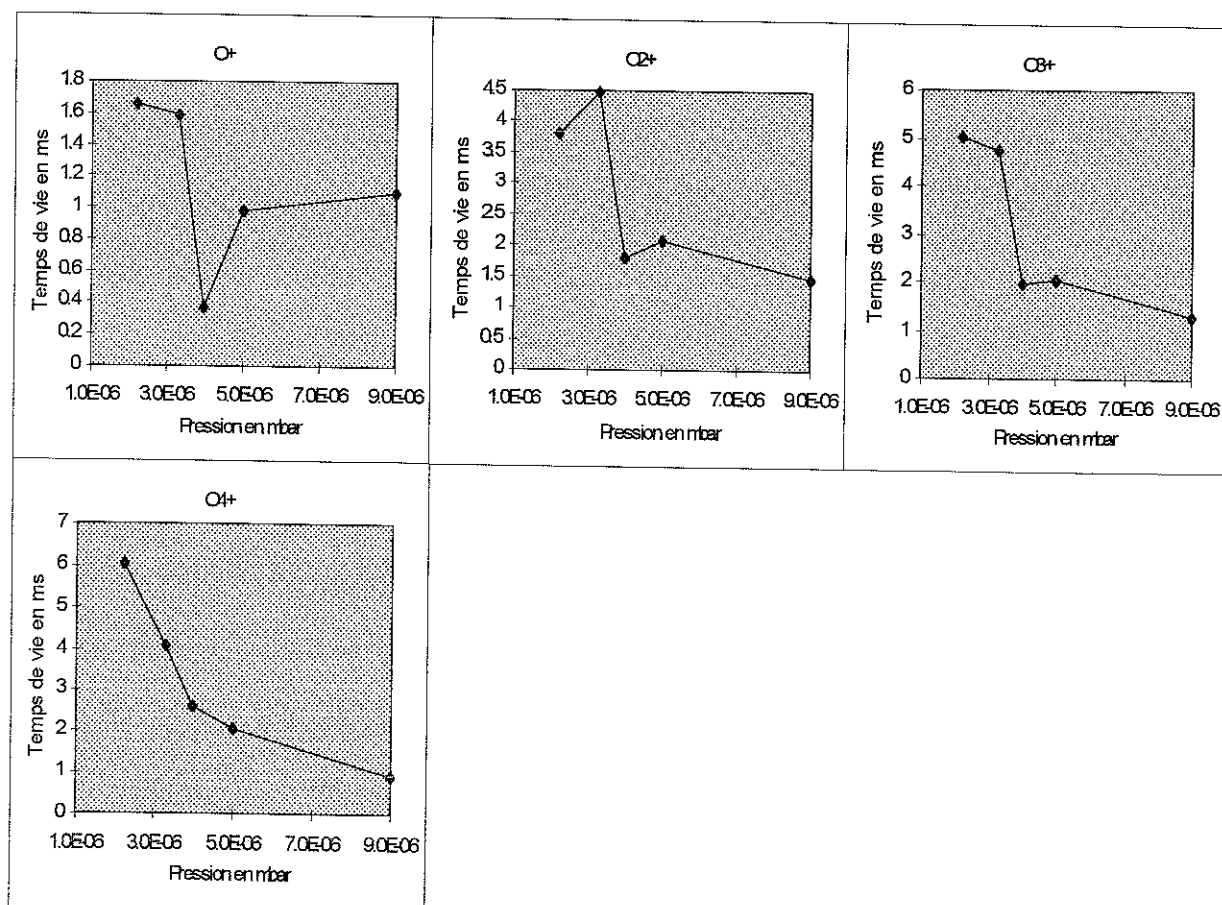 O+
Temps de vie en ms
1.8
1.6
1.4
1.2
1
0.8
0.6
0.4
0.2
0
1.0E-06 3.0E-06 5.0E-06 7.0E-06 9.0E-06
Pression en mbar
O2+
Temps de vie en ms
4.5
4
3.5
3
2.5
2
1.5
1
0.5
0
1.0E-06 3.0E-06 5.0E-06 7.0E-06 9.0E-06
Pression en mbar
O3+
Temps de vie en ms
6
5
4
3
2
1
0
1.0E-06 3.0E-06 5.0E-06 7.0E-06 9.0E-06
Pression en mbar
O4+
Temps de vie en ms
7
6
5
4
3
2
1
0
1.0E-06 3.0E-06 5.0E-06 7.0E-06 9.0E-06
Pression en mbar